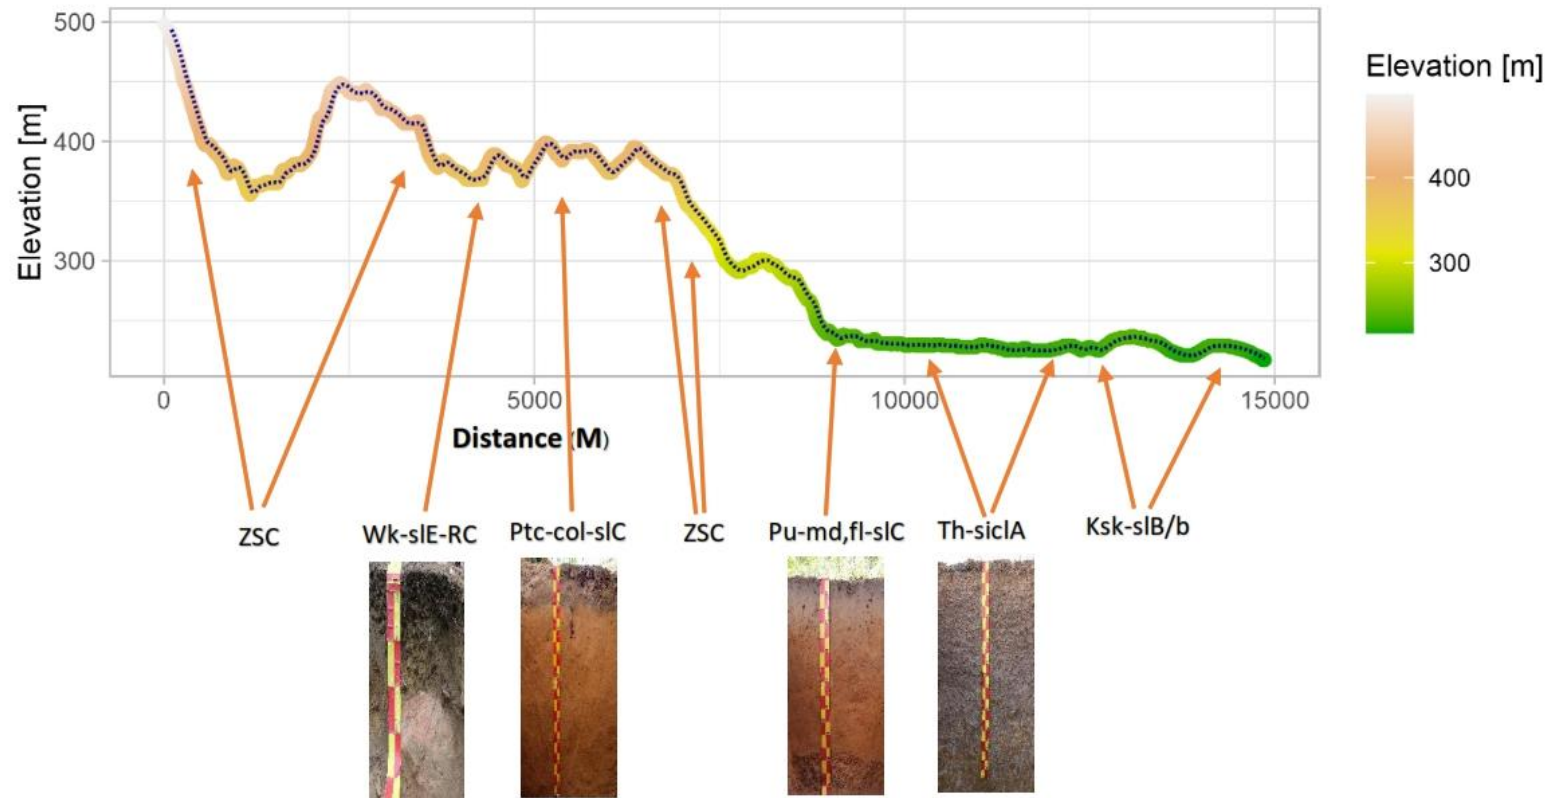 500
400
300
Elevation [m]
0
5000
10000
15000
Distance (M)
Elevation [m]
400
300
ZSC
Wk-slE-RC
Ptc-col-slC
ZSC
Pu-md,fl-slC
Th-siclA
Ksk-slB/b